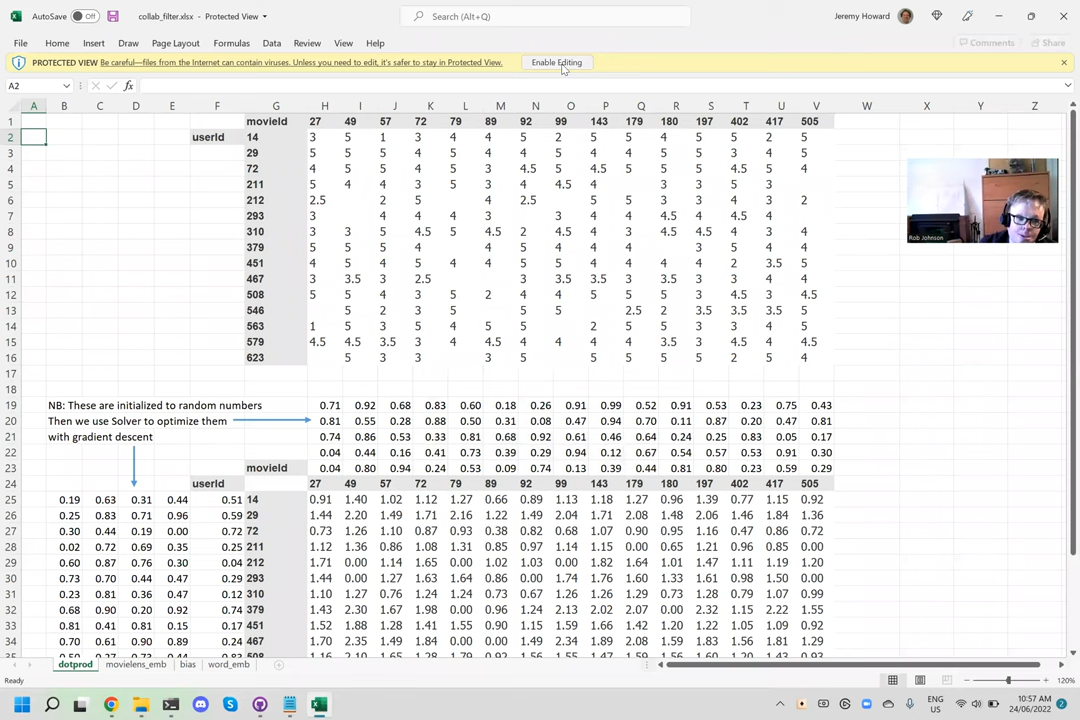 AutoSave Off collab_filter.xlsx - Protected View Search (Alt+Q) Jeremy Howard
File Home Insert Draw Page Layout Formulas Data Review View Help Comments Share
PROTECTED VIEW Be careful—files from the Internet can contain viruses. Unless you need to edit, it's safer to stay in Protected View. Enable Editing
A2 fx
A B C D E F G H I J K L M N O P Q R S T U V W X Y Z
1 movieId 27 49 57 72 79 89 92 99 143 179 180 197 402 417 505
2 userId 14 3 5 1 3 4 4 5 2 5 5 4 5 5 2 5
3 29 5 5 5 4 5 4 4 5 4 4 5 5 3 4 5
4 72 4 5 5 4 5 3 4.5 5 4.5 5 5 5 4.5 5 4
5 211 5 4 4 3 5 3 4 4.5 4 3 3 5 3
6 212 2.5 2 5 4 2.5 5 5 3 3 4 3 2
7 293 3 4 4 4 3 3 4 4 4.5 4 4.5 4
8 310 3 3 5 4.5 5 4.5 2 4.5 4 3 4.5 4.5 4 3 4
9 379 5 5 5 4 4 5 4 4 3 5 4 4
10 451 4 5 4 5 4 4 5 5 4 4 4 4 2 3.5 5
11 467 3 3.5 3 2.5 3 3.5 3.5 3.5 3 3 4 4
12 508 5 5 4 3 5 2 4 4 5 5 5 3 4.5 3 4.5
13 546 5 2 3 5 5 5 2.5 2 3.5 3.5 3.5 5
14 563 1 5 3 5 4 5 5 2 5 5 3 3 4 5
15 579 4.5 4.5 3.5 3 4 4.5 4 4 4 4 3.5 3 4.5 4 4.5
16 623 5 3 3 3 5 5 5 5 5 2 5 4
17
18
19 NB: These are initialized to random numbers 0.71 0.92 0.68 0.83 0.60 0.18 0.26 0.91 0.99 0.52 0.91 0.53 0.23 0.75 0.43
20 Then we use Solver to optimize them 0.81 0.55 0.28 0.88 0.50 0.31 0.08 0.47 0.94 0.70 0.11 0.87 0.20 0.47 0.81
21 with gradient descent 0.74 0.86 0.53 0.33 0.81 0.68 0.92 0.61 0.46 0.64 0.24 0.25 0.83 0.05 0.17
22 0.04 0.44 0.16 0.41 0.73 0.39 0.29 0.94 0.12 0.67 0.54 0.57 0.53 0.91 0.30
23 movieId 0.04 0.80 0.94 0.24 0.53 0.09 0.74 0.13 0.39 0.44 0.81 0.80 0.23 0.59 0.29
24 userId 27 49 57 72 79 89 92 99 143 179 180 197 402 417 505
25 0.19 0.63 0.31 0.44 0.51 14 0.91 1.40 1.02 1.12 1.27 0.66 0.89 1.13 1.18 1.27 0.96 1.39 0.77 1.15 0.92
26 0.25 0.83 0.71 0.96 0.59 29 1.44 2.20 1.49 1.71 2.16 1.22 1.49 2.04 1.71 2.08 1.48 2.06 1.46 1.84 1.36
27 0.30 0.44 0.19 0.00 0.72 72 0.73 1.26 1.10 0.87 0.93 0.38 0.82 0.68 1.07 0.90 0.95 1.16 0.47 0.86 0.72
28 0.02 0.72 0.69 0.35 0.25 211 1.12 1.36 0.86 1.08 1.31 0.85 0.97 1.14 1.15 0.00 0.65 1.21 0.96 0.85 0.00
29 0.60 0.87 0.76 0.30 0.04 212 1.71 0.00 1.14 1.65 0.00 1.02 1.03 0.00 1.82 1.64 1.01 1.47 1.11 1.19 1.20
30 0.73 0.70 0.44 0.47 0.29 293 1.44 0.00 1.27 1.63 1.64 0.86 0.00 1.74 1.76 1.60 1.33 1.61 0.98 1.50 0.00
31 0.23 0.81 0.36 0.47 0.12 310 1.10 1.27 0.76 1.24 1.24 0.73 0.67 1.26 1.26 1.29 0.73 1.28 0.79 1.07 0.99
32 0.68 0.90 0.20 0.92 0.74 379 1.43 2.30 1.67 1.98 0.00 0.96 1.24 2.13 2.02 2.07 0.00 2.32 1.15 2.22 1.55
33 0.81 0.41 0.81 0.15 0.17 451 1.52 1.88 1.28 1.41 1.55 0.90 1.15 1.59 1.66 1.42 1.20 1.22 1.05 1.09 0.92
34 0.70 0.61 0.90 0.89 0.24 467 1.70 2.35 1.49 1.84 0.00 0.00 1.49 2.34 1.89 2.08 1.59 1.83 1.56 1.81 1.29
Rob Johnson
dotprod movielens_emb bias word_emb
Ready 120%
ENG US 10:57 AM 24/06/2022